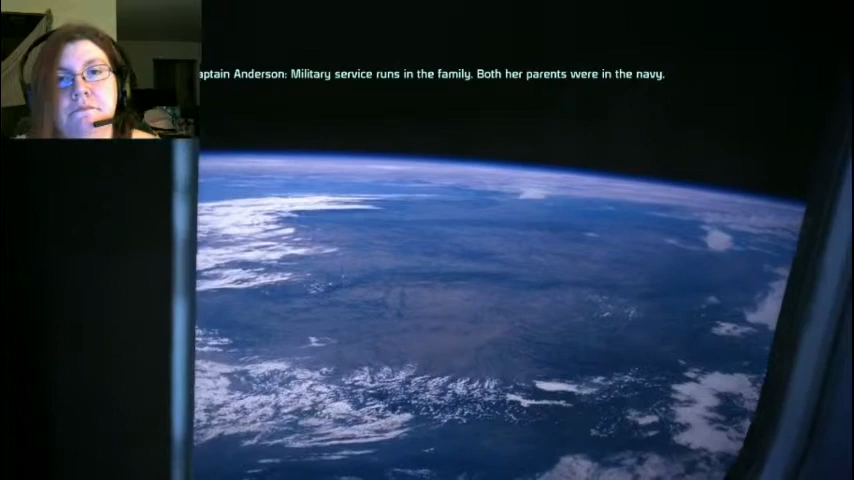 aptain Anderson: Military service runs in the family. Both her parents were in the navy.